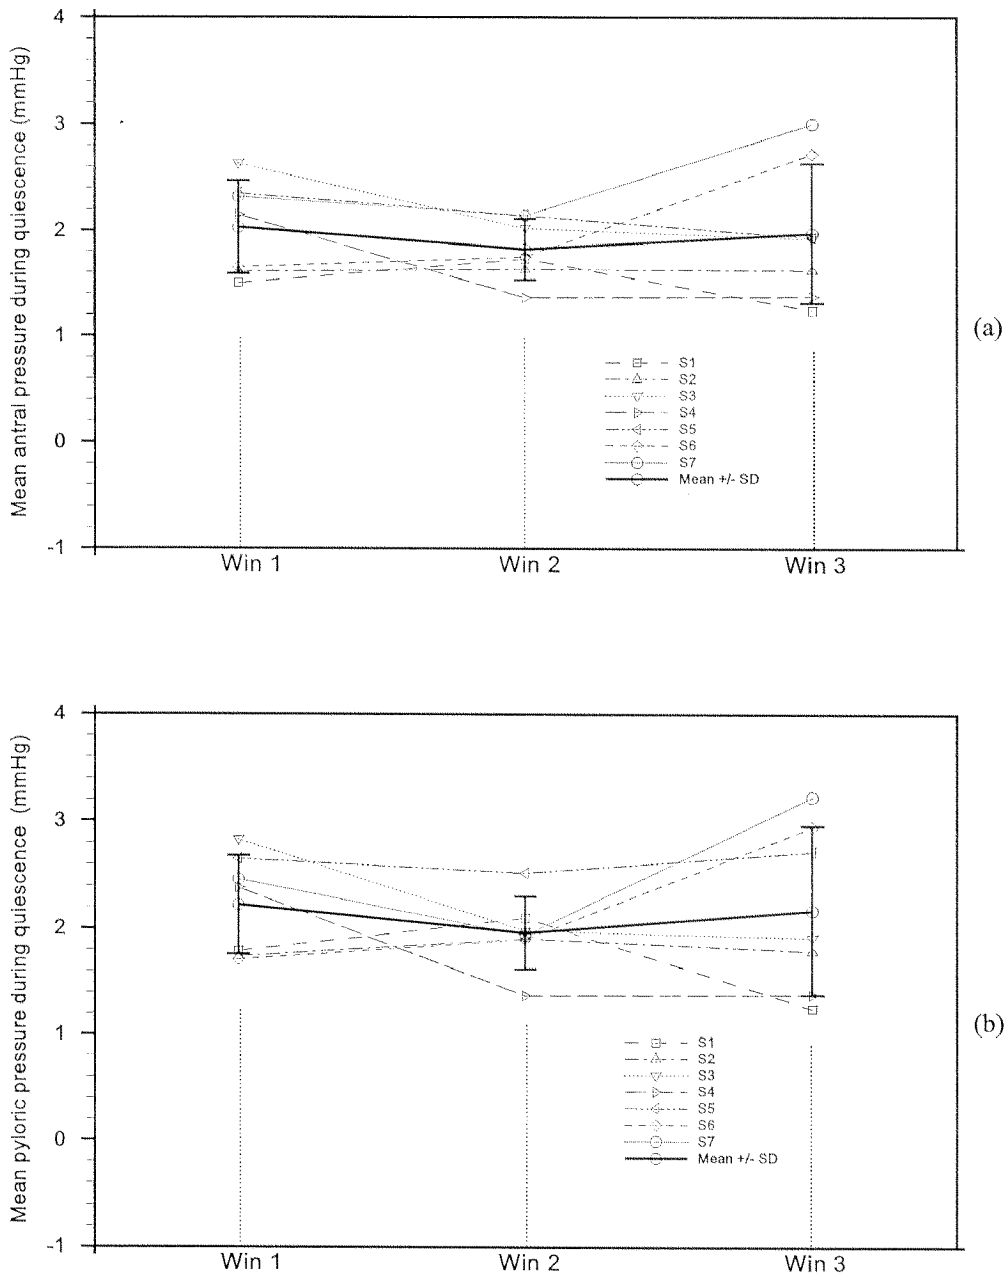 Mean antral pressure during quiescence (mmHg)
4
3
2
1
0
-1
S1
S2
S3
S4
S5
S6
S7
Mean +/- SD
Win 1
Win 2
Win 3
(a)
Mean pyloric pressure during quiescence (mmHg)
4
3
2
1
0
-1
S1
S2
S3
S4
S5
S6
S7
Mean +/- SD
Win 1
Win 2
Win 3
(b)